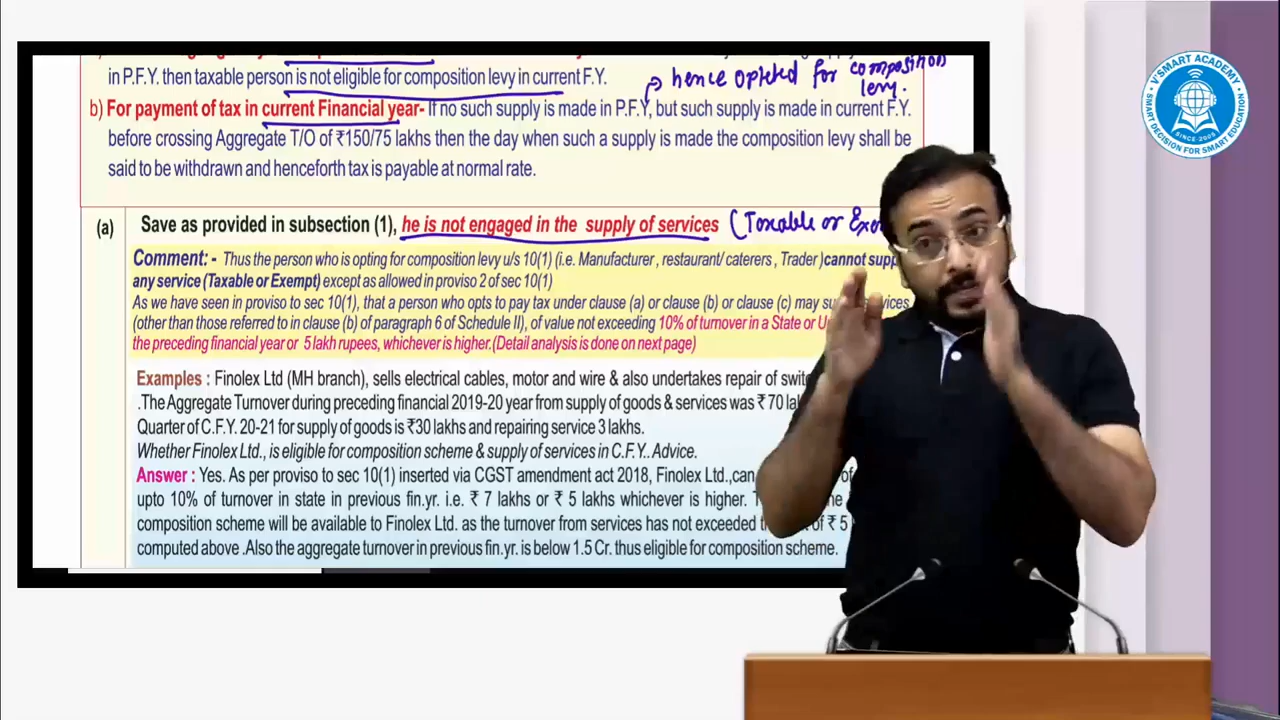 in P.F.Y. then taxable person is not eligible for composition levy in current F.Y.
hence opted for composition
levy.
b) For payment of tax in current Financial year- If no such supply is made in P.F.Y, but such supply is made in current F.Y.
before crossing Aggregate T/O of ₹150/75 lakhs then the day when such a supply is made the composition levy shall be
said to be withdrawn and henceforth tax is payable at normal rate.
(a) Save as provided in subsection (1), he is not engaged in the supply of services (Taxable or
Comment: - Thus the person who is opting for composition levy u/s 10(1) (i.e. Manufacturer , restaurant/ caterers , Trader )cannot
any service (Taxable or Exempt) except as allowed in proviso 2 of sec 10(1)
As we have seen in proviso to sec 10(1), that a person who opts to pay tax under clause (a) or clause (b) or clause (c) may
(other than those referred to in clause (b) of paragraph 6 of Schedule II), of value not exceeding 10% of turnover in a State or
the preceding financial year or 5 lakh rupees, whichever is higher.(Detail analysis is done on next page)
Examples : Finolex Ltd (MH branch), sells electrical cables, motor and wire & also undertakes repair of
.The Aggregate Turnover during preceding financial 2019-20 year from supply of goods & services was ₹ 70
Quarter of C.F.Y. 20-21 for supply of goods is ₹30 lakhs and repairing service 3 lakhs.
Whether Finolex Ltd., is eligible for composition scheme & supply of services in C.F.Y.. Advice.
Answer : Yes. As per proviso to sec 10(1) inserted via CGST amendment act 2018, Finolex Ltd.,can
upto 10% of turnover in state in previous fin.yr. i.e. ₹ 7 lakhs or ₹ 5 lakhs whichever is higher.
composition scheme will be available to Finolex Ltd. as the turnover from services has not exceeded of ₹ 5
computed above .Also the aggregate turnover in previous fin.yr. is below 1.5 Cr. thus eligible for composition scheme.
V'SMART ACADEMY
SINCE-2005
SMART DECISION FOR SMART EDUCATION